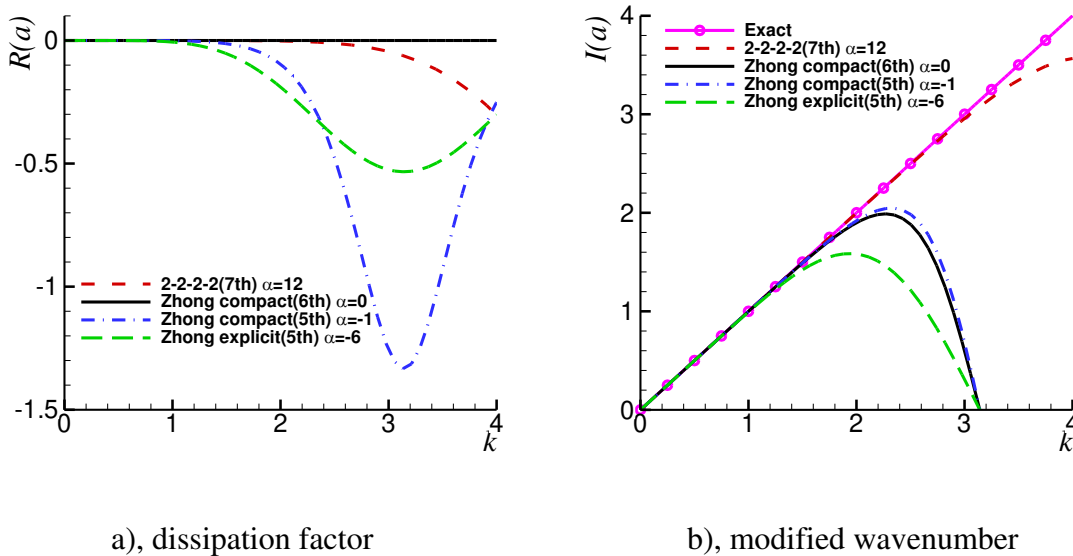 R(a)
0
-0.5
-1
-1.5
0
1
2
3
4
k
2-2-2-2(7th) α=12
Zhong compact(6th) α=0
Zhong compact(5th) α=-1
Zhong explicit(5th) α=-6
a), dissipation factor
I(a)
4
3
2
1
0
0
1
2
3
4
k
Exact
2-2-2-2(7th) α=12
Zhong compact(6th) α=0
Zhong compact(5th) α=-1
Zhong explicit(5th) α=-6
b), modified wavenumber